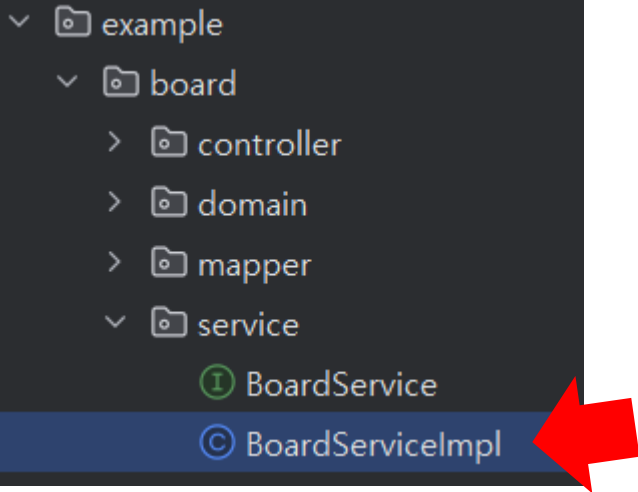 example
board
controller
domain
mapper
service
I BoardService
C BoardServiceImpl